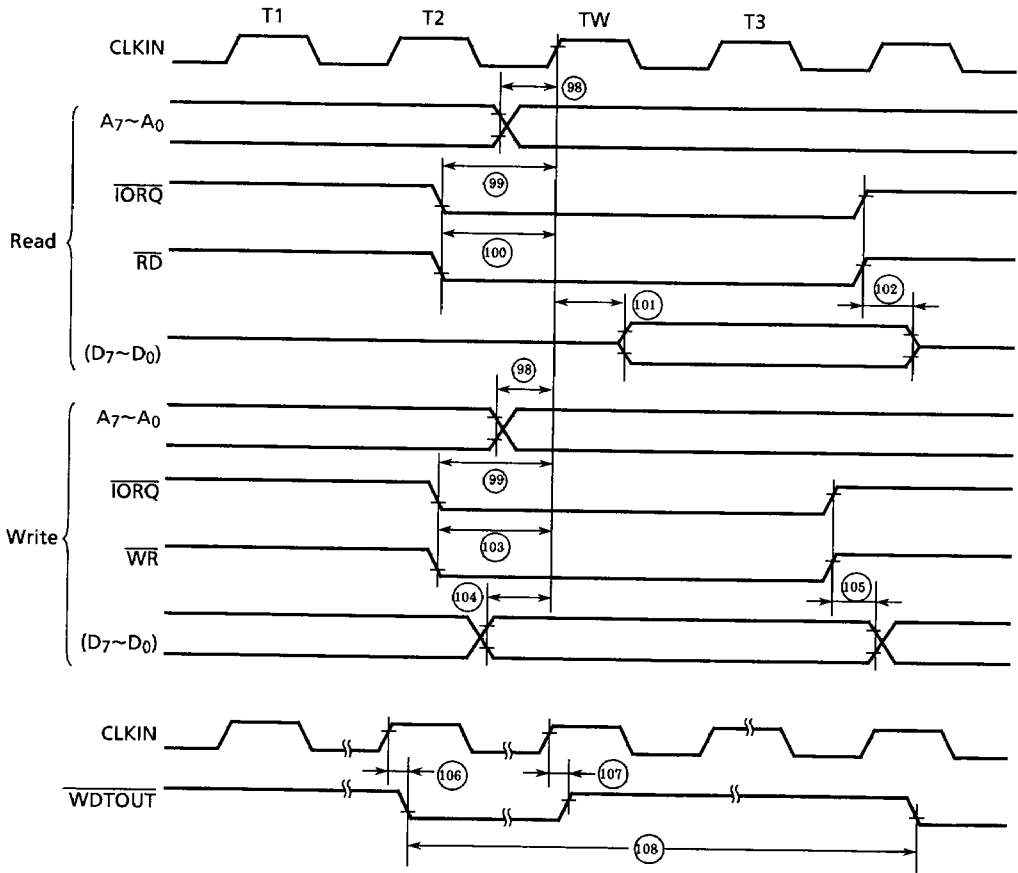 T1 T2 TW T3
CLKIN
98
A7~A0
99
IORQ
Read
100
RD
101
102
(D7~D0)
98
A7~A0
99
IORQ
Write
103
WR
104
105
(D7~D0)
CLKIN
106
107
WDTOUT
108